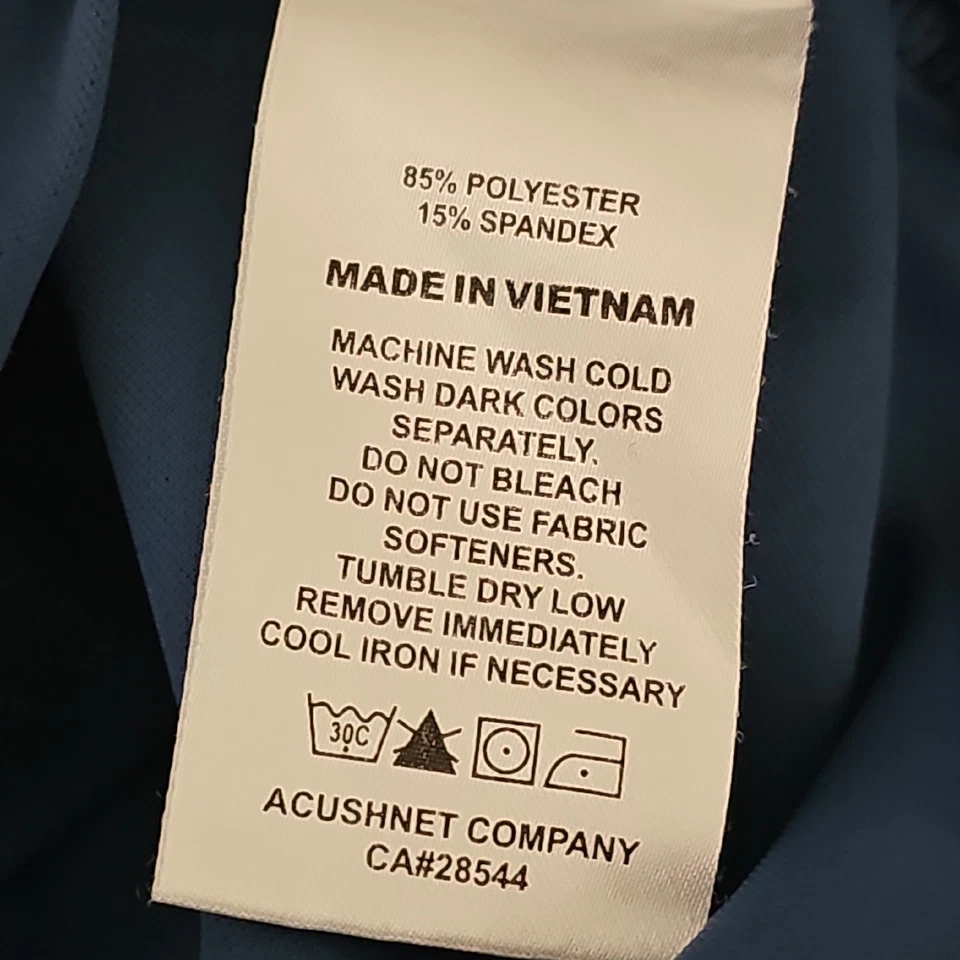 85% POLYESTER
15% SPANDEX
MADE IN VIETNAM
MACHINE WASH COLD
WASH DARK COLORS
SEPARATELY.
DO NOT BLEACH
DO NOT USE FABRIC
SOFTENERS.
TUMBLE DRY LOW
REMOVE IMMEDIATELY
COOL IRON IF NECESSARY
30C
ACUSHNET COMPANY
CA#28544